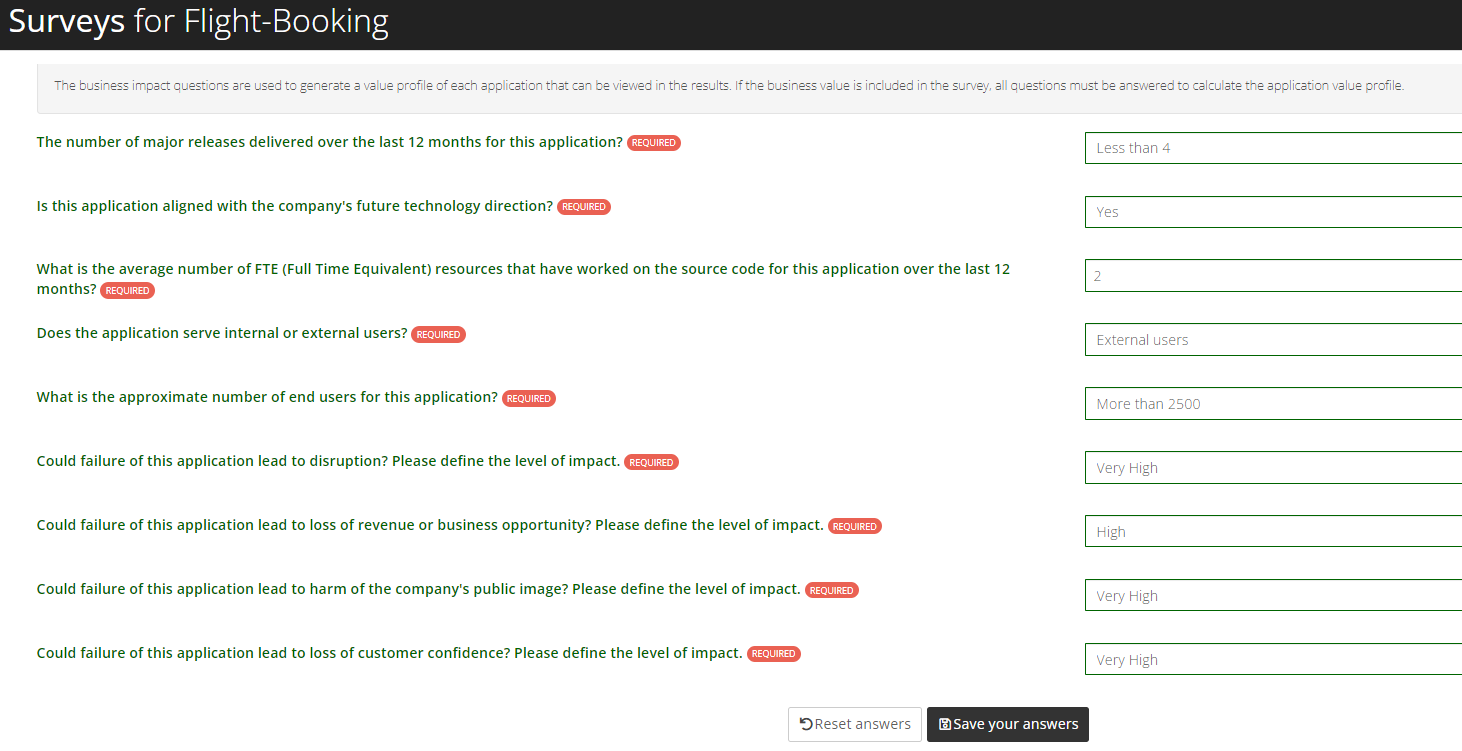 Surveys for Flight-Booking
The business impact questions are used to generate a value profile of each application that can be viewed in the results. If the business value is included in the survey, all questions must be answered to calculate the application value profile.
The number of major releases delivered over the last 12 months for this application? REQUIRED
Less than 4
Is this application aligned with the company's future technology direction? REQUIRED
Yes
What is the average number of FTE (Full Time Equivalent) resources that have worked on the source code for this application over the last 12
months? REQUIRED
2
Does the application serve internal or external users? REQUIRED
External users
What is the approximate number of end users for this application? REQUIRED
More than 2500
Could failure of this application lead to disruption? Please define the level of impact. REQUIRED
Very High
Could failure of this application lead to loss of revenue or business opportunity? Please define the level of impact. REQUIRED
High
Could failure of this application lead to harm of the company's public image? Please define the level of impact. REQUIRED
Very High
Could failure of this application lead to loss of customer confidence? Please define the level of impact. REQUIRED
Very High
Reset answers
Save your answers